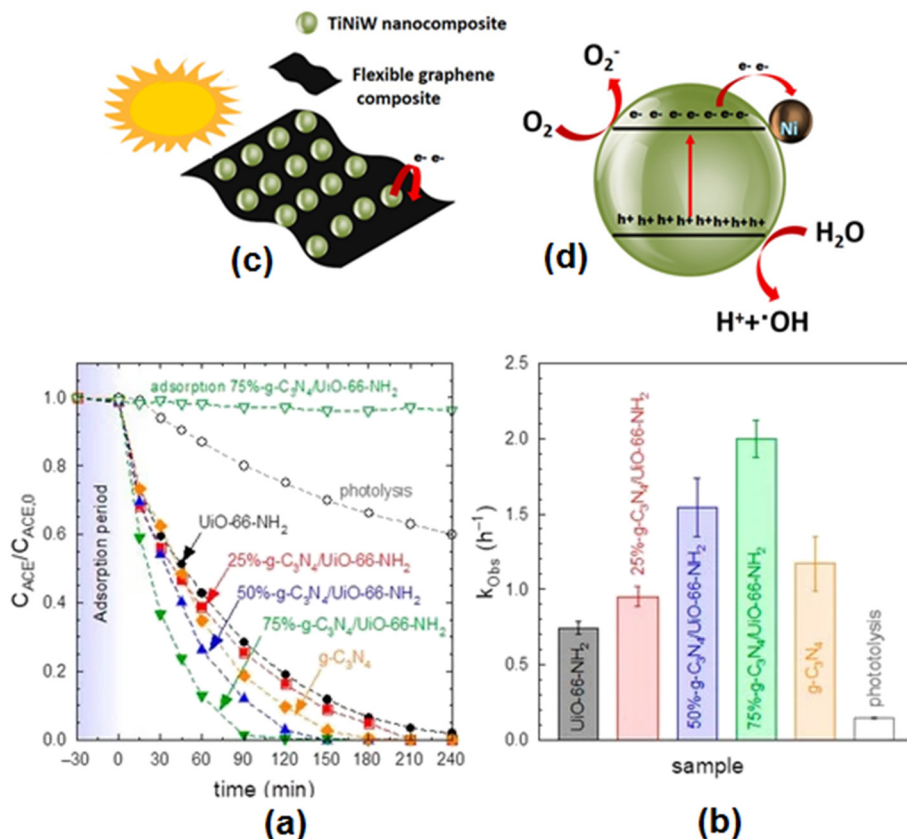 TiNiW nanocomposite
Flexible graphene
composite
e- e-
(c)
O₂⁻
O₂
e- e-
e- e- e- e- e- e- e-
Ni
h+ h+ h+ h+ h+ h+ h+ h+
H₂O
H⁺+•OH
(d)
C_ACE/C_ACE,0
1.0
0.8
0.6
0.4
0.2
0.0
Adsorption period
adsorption 75%-g-C₃N₄/UiO-66-NH₂
photolysis
UiO-66-NH₂
25%-g-C₃N₄/UiO-66-NH₂
50%-g-C₃N₄/UiO-66-NH₂
75%-g-C₃N₄/UiO-66-NH₂
g-C₃N₄
-30 0 30 60 90 120 150 180 210 240
time (min)
(a)
k_Obs (h⁻¹)
2.5
2.0
1.5
1.0
0.5
0.0
UiO-66-NH₂
25%-g-C₃N₄/UiO-66-NH₂
50%-g-C₃N₄/UiO-66-NH₂
75%-g-C₃N₄/UiO-66-NH₂
g-C₃N₄
phototolysis
sample
(b)